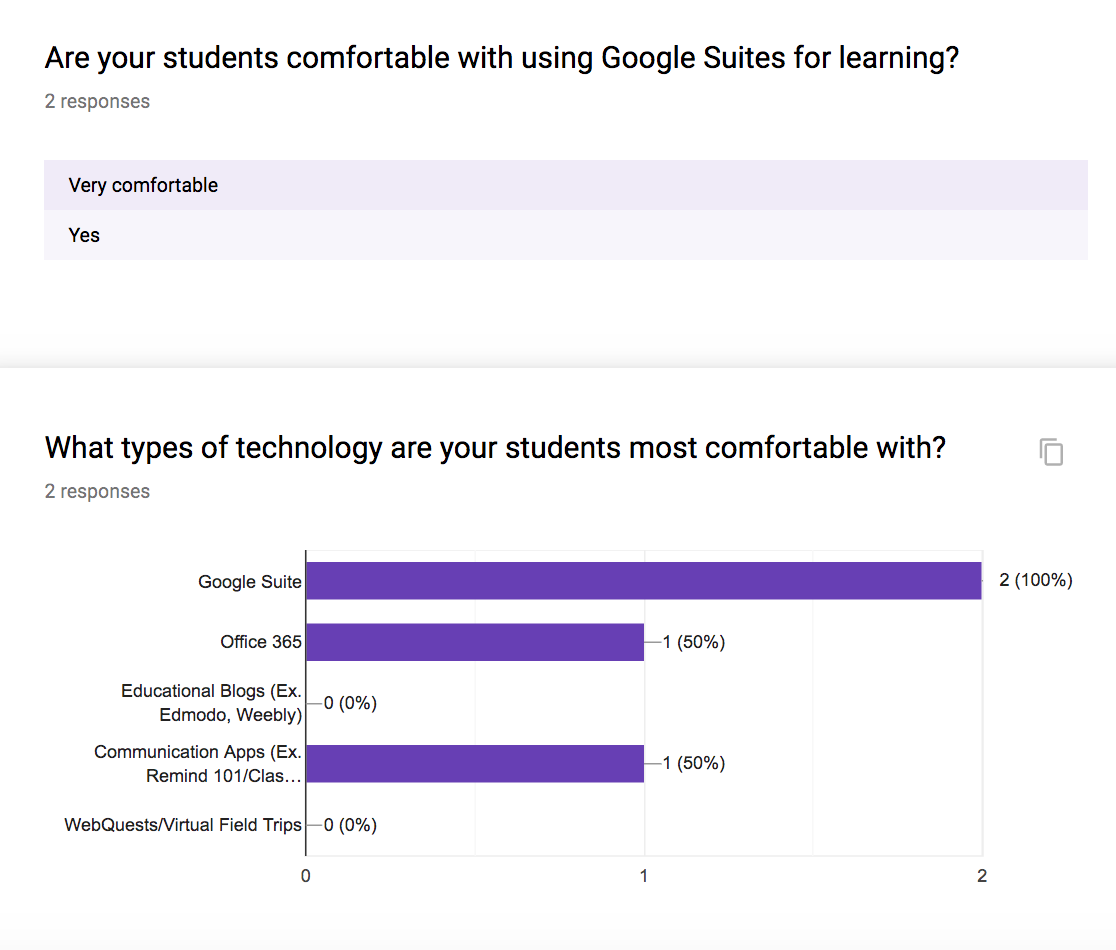 Are your students comfortable with using Google Suites for learning?
2 responses
Very comfortable
Yes
What types of technology are your students most comfortable with?
2 responses
Google Suite
2 (100%)
Office 365
1 (50%)
Educational Blogs (Ex.
Edmodo, Weebly)
0 (0%)
Communication Apps (Ex.
Remind 101/Clas…
1 (50%)
WebQuests/Virtual Field Trips
0 (0%)
0 1 2